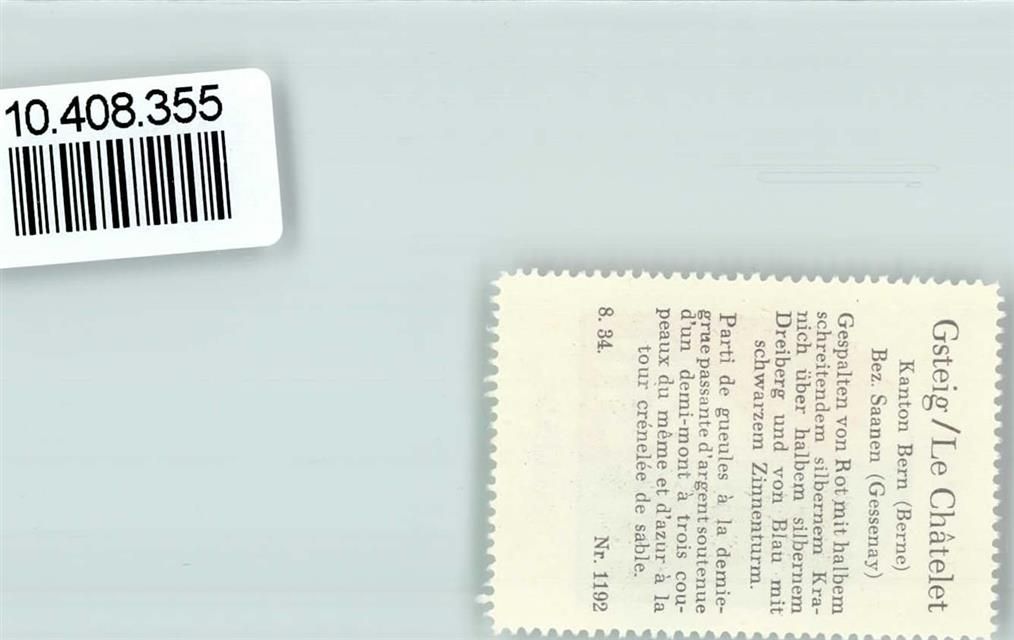 10.408.355
Gsteig/Le Châtelet
Kanton Bern (Berne)
Bez. Saanen (Gessenay)
Gespalten von Rot mit halbem
schreitendem silbernem Kra-
nich über halbem silbernem
Dreiberg und von Blau mit
schwarzem Zinnenturm.
Parti de gueules à la demie-
grue passante d'argent soutenue
d'un demi-mont à trois cou-
peaux du même et d'azur à la
tour crénelée de sable.
8. 34. Nr. 1192